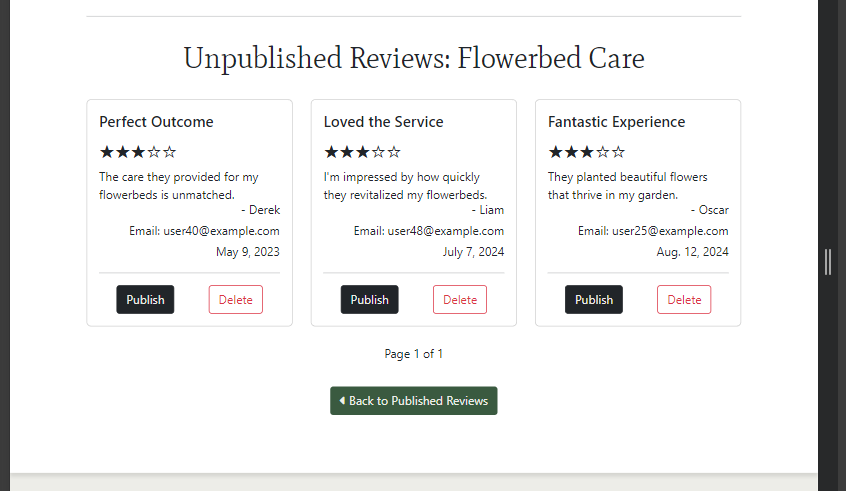 Unpublished Reviews: Flowerbed Care
Perfect Outcome
★★★☆☆
The care they provided for my
flowerbeds is unmatched.
- Derek
Email: user40@example.com
May 9, 2023
Publish
Delete
Loved the Service
★★★☆☆
I'm impressed by how quickly
they revitalized my flowerbeds.
- Liam
Email: user48@example.com
July 7, 2024
Publish
Delete
Fantastic Experience
★★★☆☆
They planted beautiful flowers
that thrive in my garden.
- Oscar
Email: user25@example.com
Aug. 12, 2024
Publish
Delete
Page 1 of 1
Back to Published Reviews